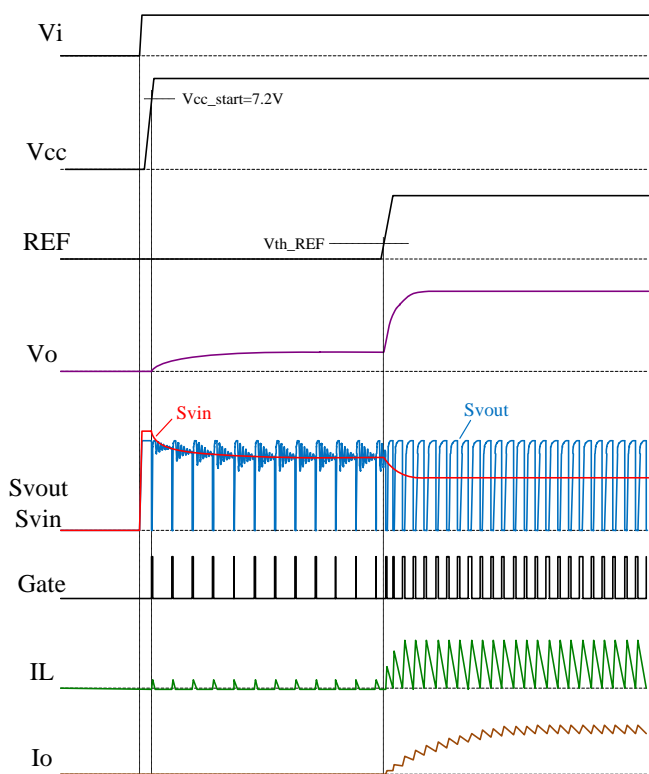 Vi
Vcc_start=7.2V
Vcc
REF
Vth_REF
Vo
Svin
Svout
Svout
Svin
Gate
IL
Io